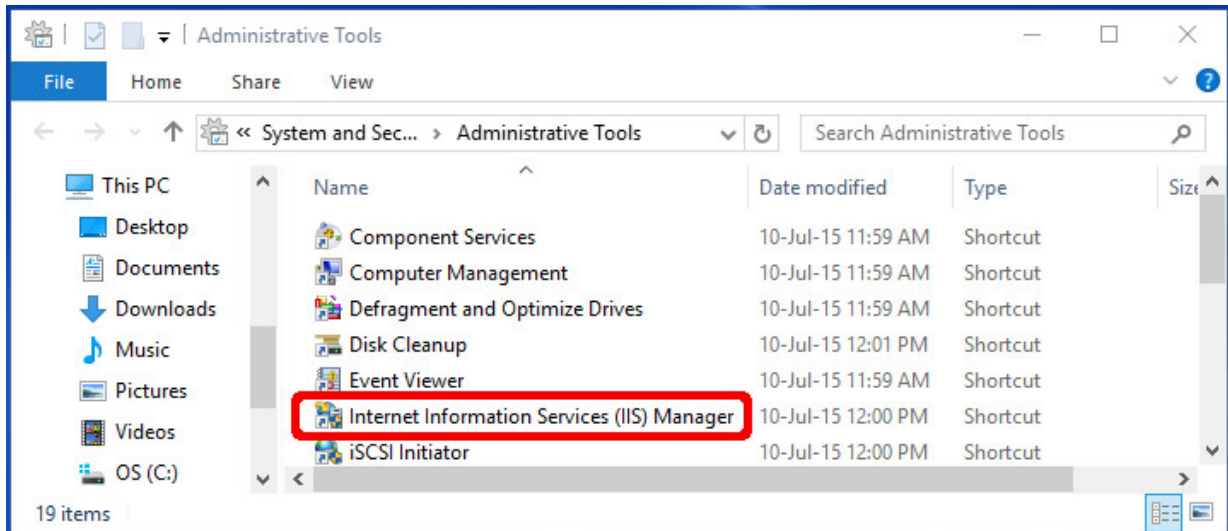 Administrative Tools
File Home Share View
« System and Sec... › Administrative Tools Search Administrative Tools
This PC
Desktop
Documents
Downloads
Music
Pictures
Videos
OS (C:)
Name Date modified Type Size
Component Services 10-Jul-15 11:59 AM Shortcut
Computer Management 10-Jul-15 11:59 AM Shortcut
Defragment and Optimize Drives 10-Jul-15 11:59 AM Shortcut
Disk Cleanup 10-Jul-15 12:01 PM Shortcut
Event Viewer 10-Jul-15 11:59 AM Shortcut
Internet Information Services (IIS) Manager 10-Jul-15 12:00 PM Shortcut
iSCSI Initiator 10-Jul-15 12:00 PM Shortcut
19 items